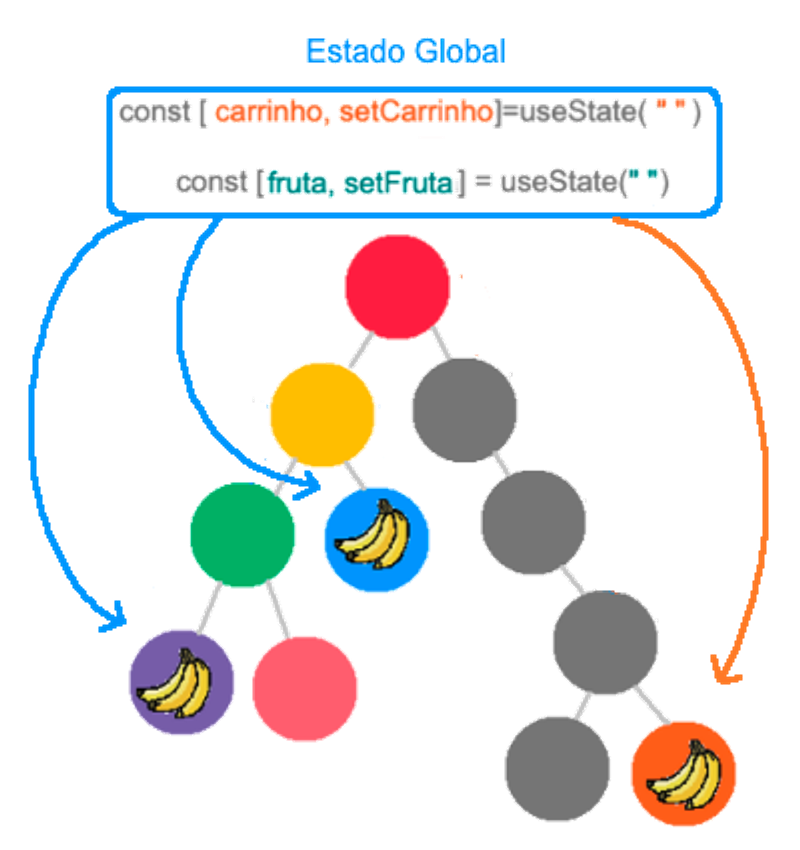 Estado Global
const [ carrinho, setCarrinho]=useState( " " )
const [fruta, setFruta] = useState(" ")